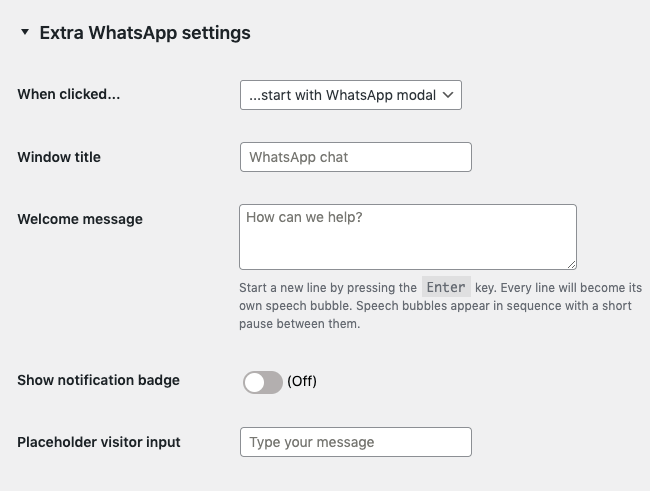 Extra WhatsApp settings
When clicked...
...start with WhatsApp modal
Window title
WhatsApp chat
Welcome message
How can we help?
Start a new line by pressing the Enter key. Every line will become its
own speech bubble. Speech bubbles appear in sequence with a short
pause between them.
Show notification badge
(Off)
Placeholder visitor input
Type your message